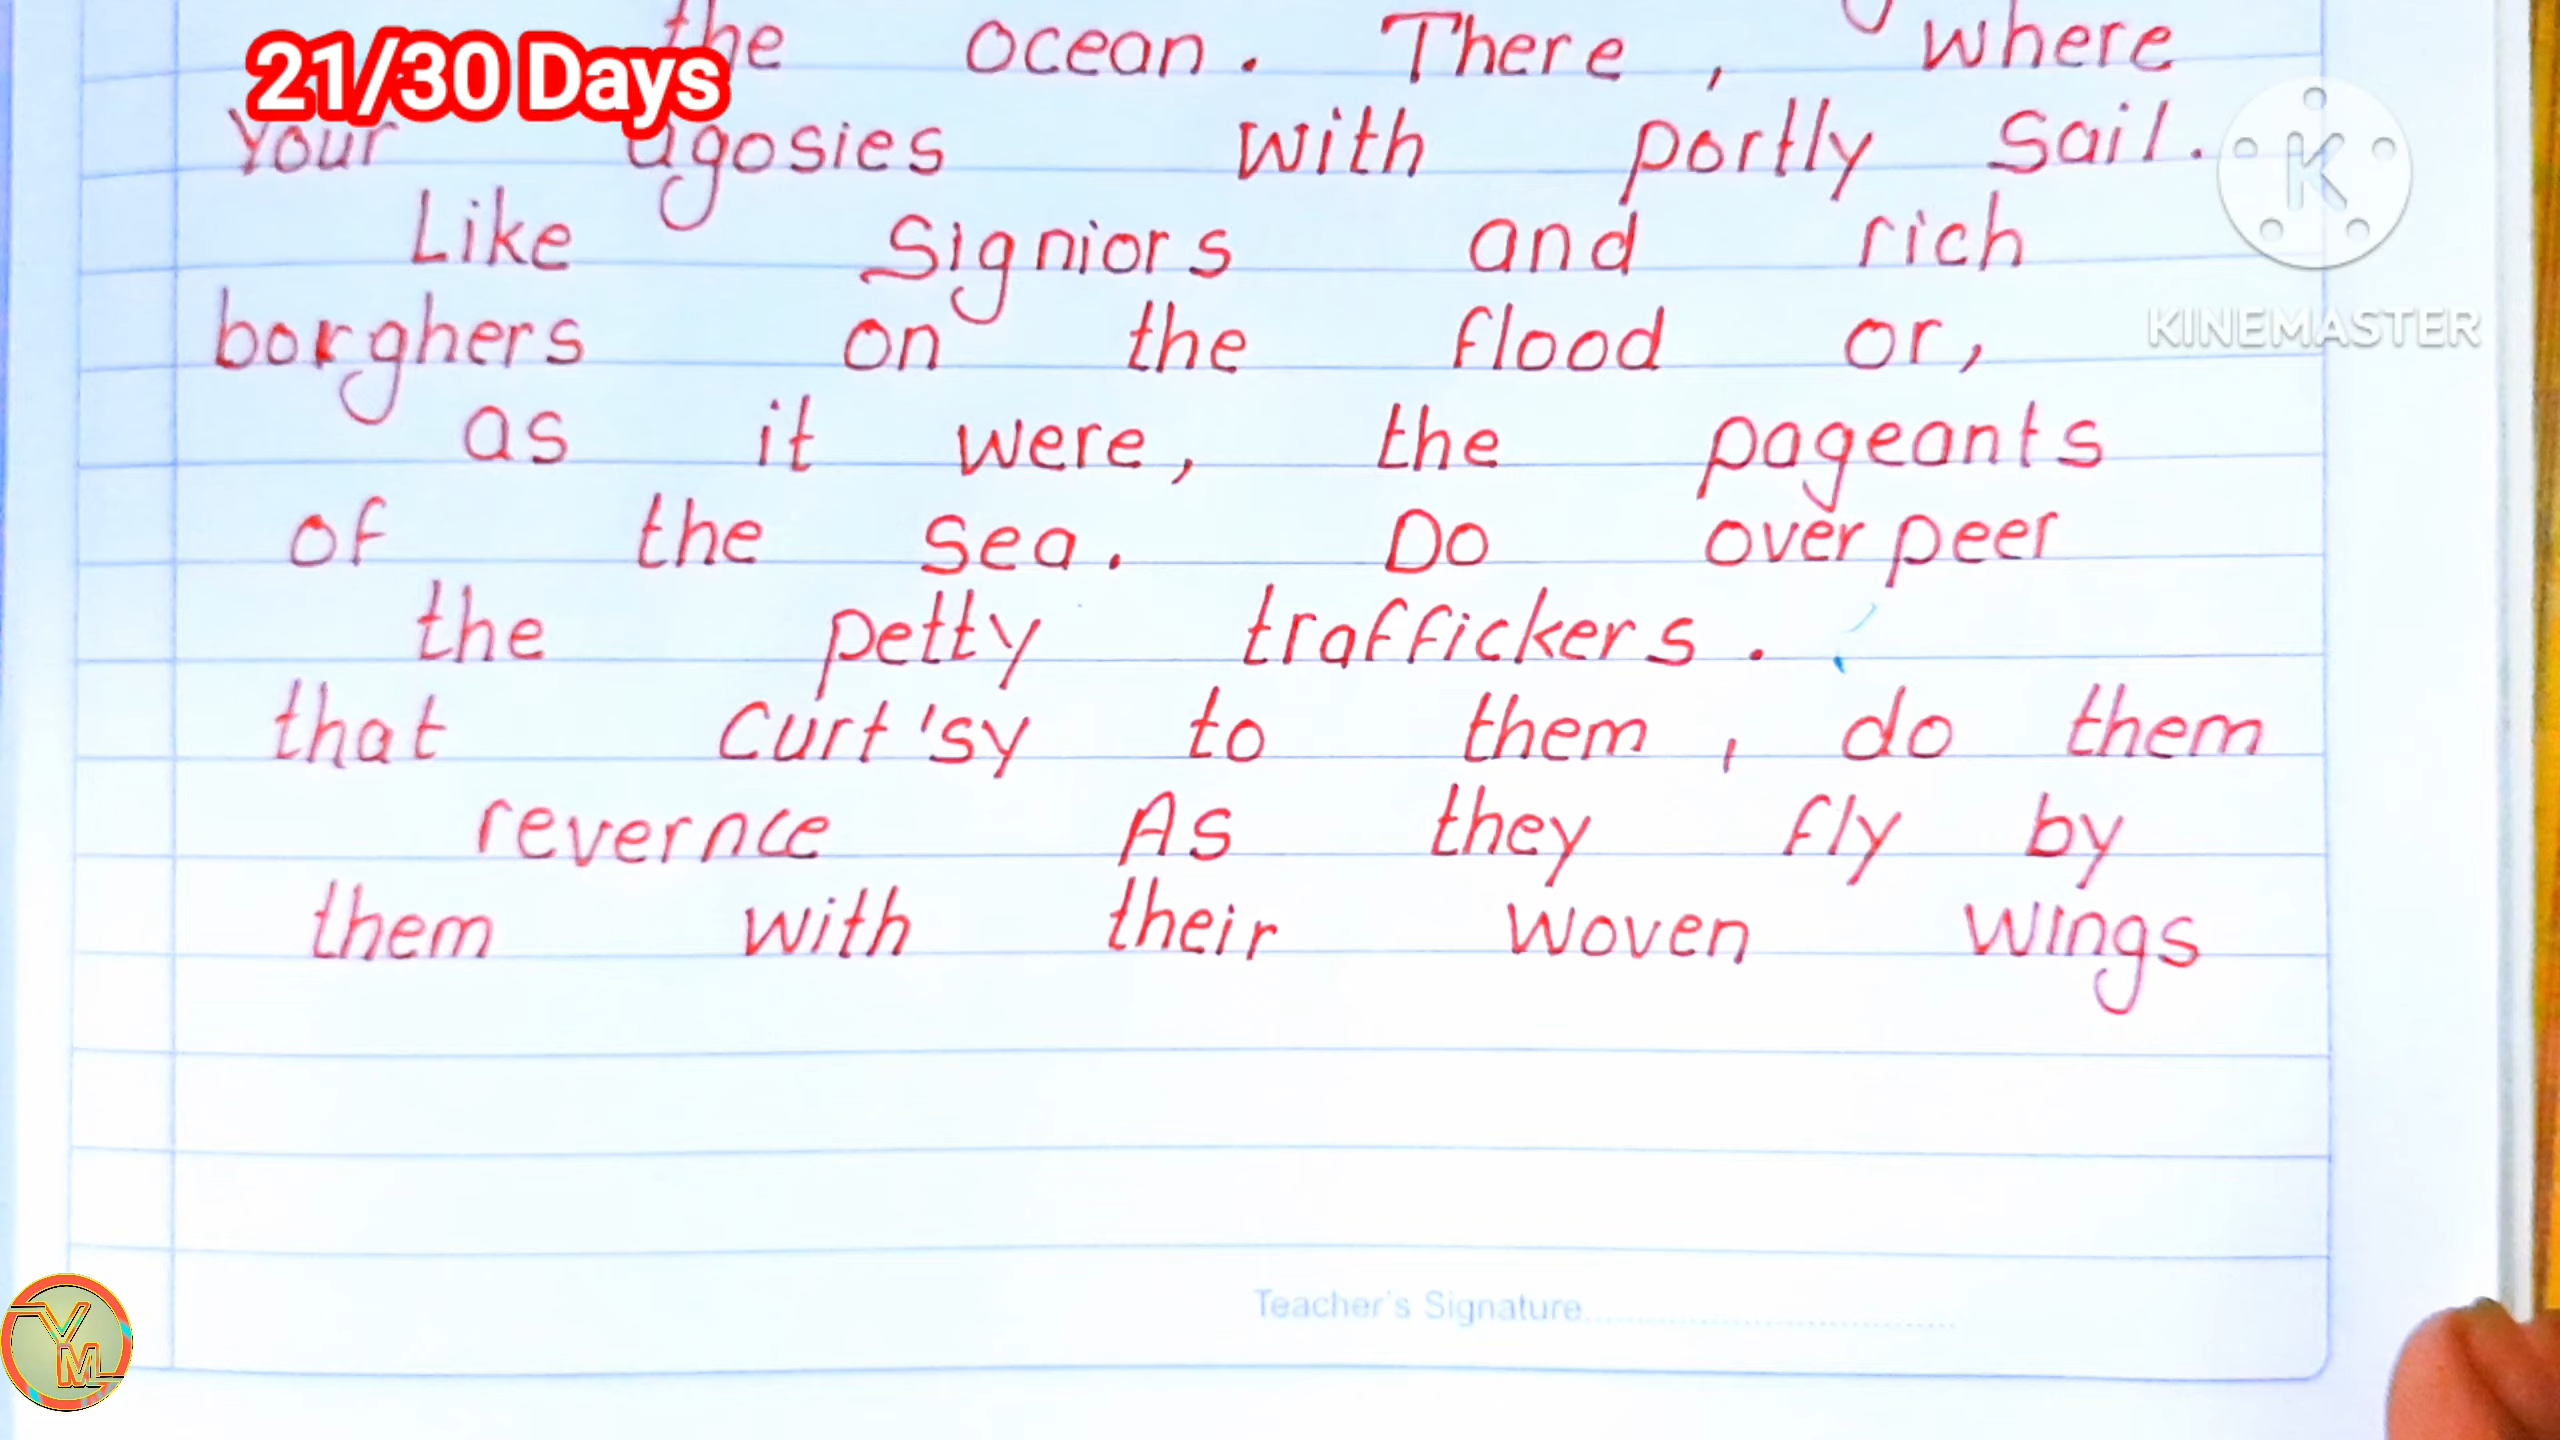 21/30 Days
the ocean. There, where
your agosies with portly sail.
Like Signiors and rich
borghers on the flood or,
as it were, the pageants
of the sea. Do over peer
the petty traffickers.
that curt'sy to them, do them
revernce As they fly by
them with their woven wings
K
KINEMASTER
Teacher's Signature
YM